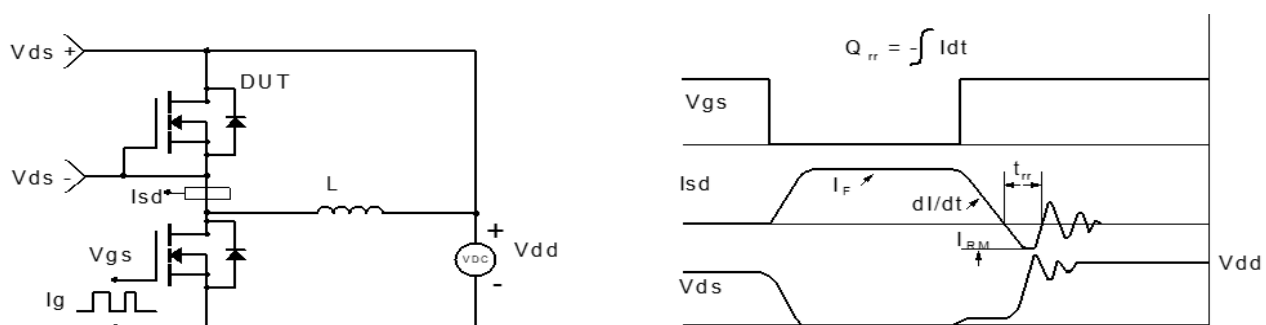 Vds +
DUT
Vds -
Isd
L
Vgs
Ig
+
VDC
-
Vdd
Q rr = -∫ Idt
Vgs
Isd
I F
dI/dt
t rr
I RM
Vds
Vdd